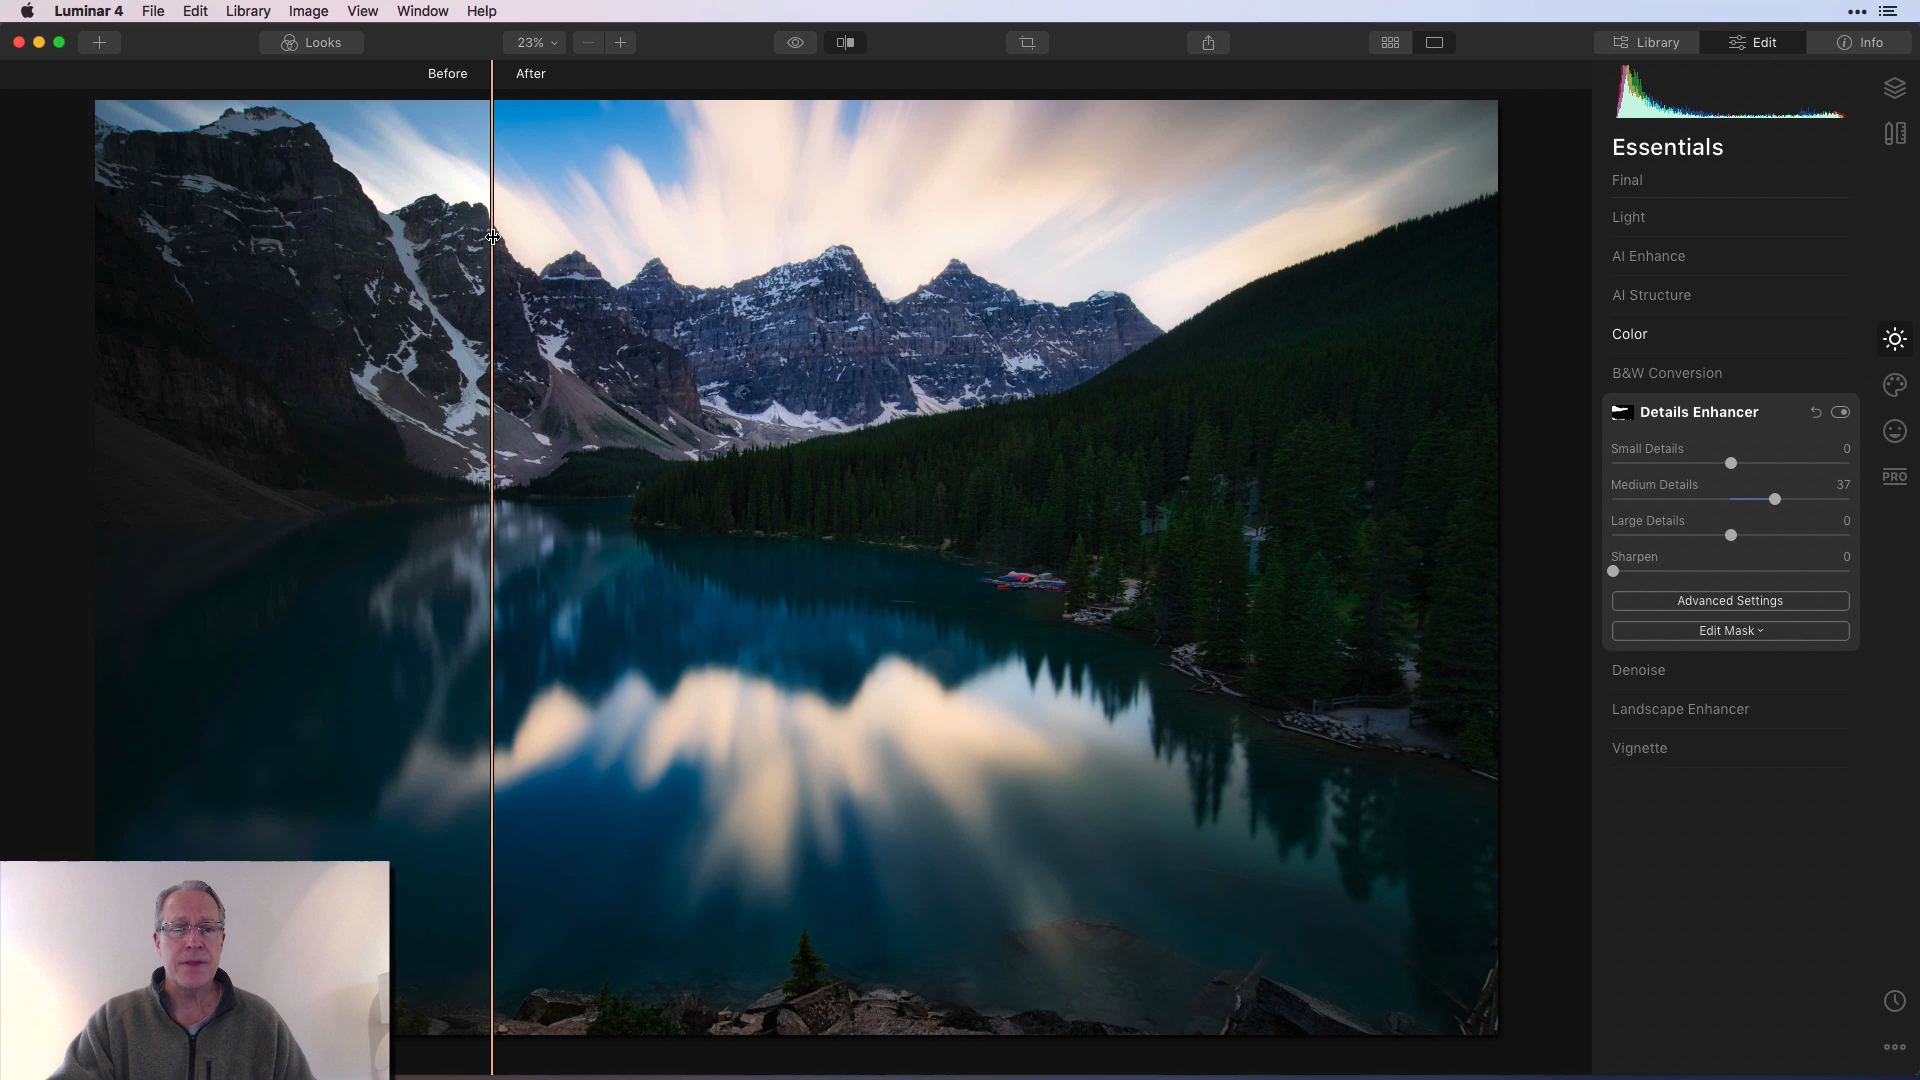 Luminar 4 File Edit Library Image View Window Help
Looks 23% Library Edit Info
Before After
Essentials
Final
Light
AI Enhance
AI Structure
Color
B&W Conversion
Details Enhancer
Small Details 0
Medium Details 37
Large Details 0
Sharpen 0
Advanced Settings
Edit Mask
Denoise
Landscape Enhancer
Vignette
PRO